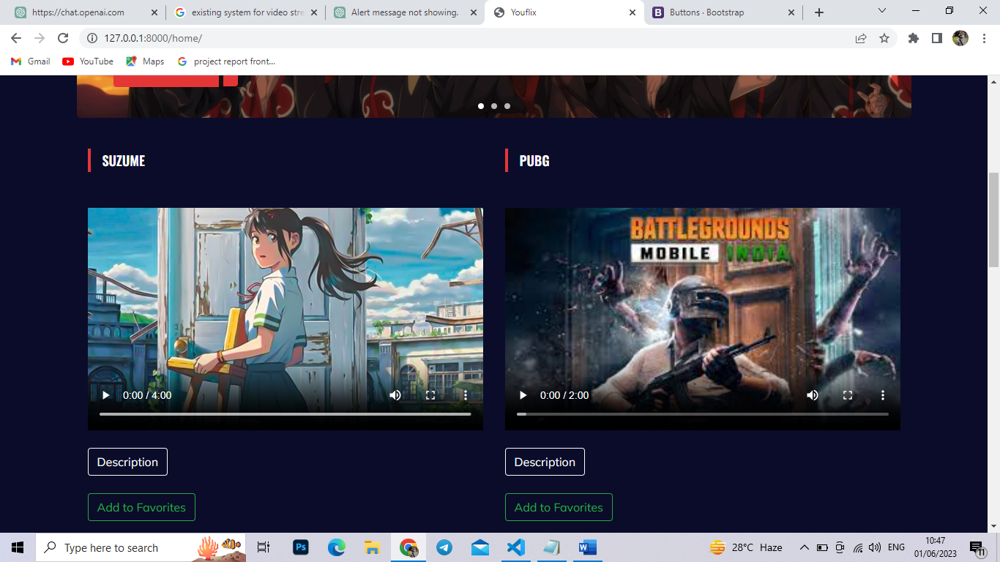 https://chat.openai.com
existing system for video stre
Alert message not showing.
Youflix
Buttons · Bootstrap
127.0.0.1:8000/home/
Gmail
YouTube
Maps
project report front...
SUZUME
PUBG
BATTLEGROUNDS
MOBILE INDIA
0:00 / 4:00
0:00 / 2:00
Description
Description
Add to Favorites
Add to Favorites
Type here to search
28°C Haze
ENG
10:47
01/06/2023
11